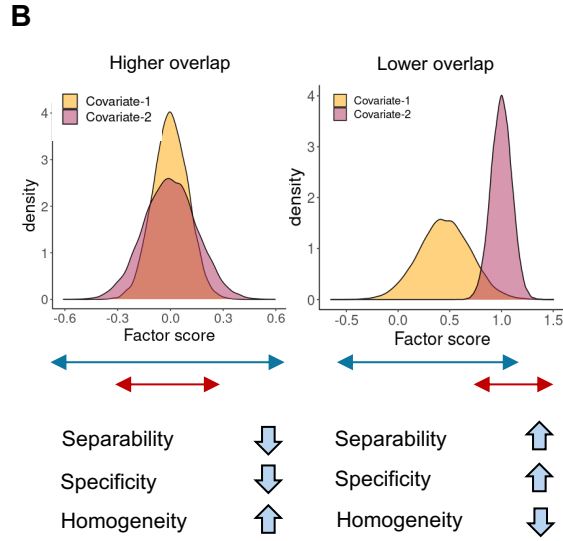 B
Higher overlap
Covariate-1
Covariate-2
density
4
3
2
1
0
-0.6 -0.3 0.0 0.3 0.6
Factor score
Separability
Specificity
Homogeneity
Lower overlap
Covariate-1
Covariate-2
density
4
3
2
1
0
-0.5 0.0 0.5 1.0 1.5
Factor score
Separability
Specificity
Homogeneity